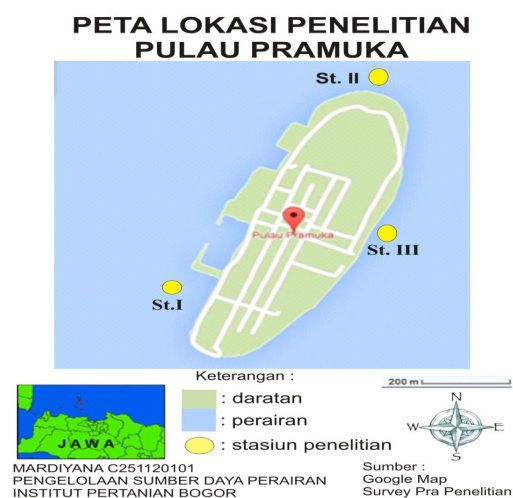 PETA LOKASI PENELITIAN
PULAU PRAMUKA
St. II
Pulau Pramuka
St. III
St.I
Keterangan :
: daratan
: perairan
: stasiun penelitian
200 m
N
W
E
S
JAWA
MARDIYANA C251120101
PENGELOLAAN SUMBER DAYA PERAIRAN
INSTITUT PERTANIAN BOGOR
Sumber :
Google Map
Survey Pra Penelitian